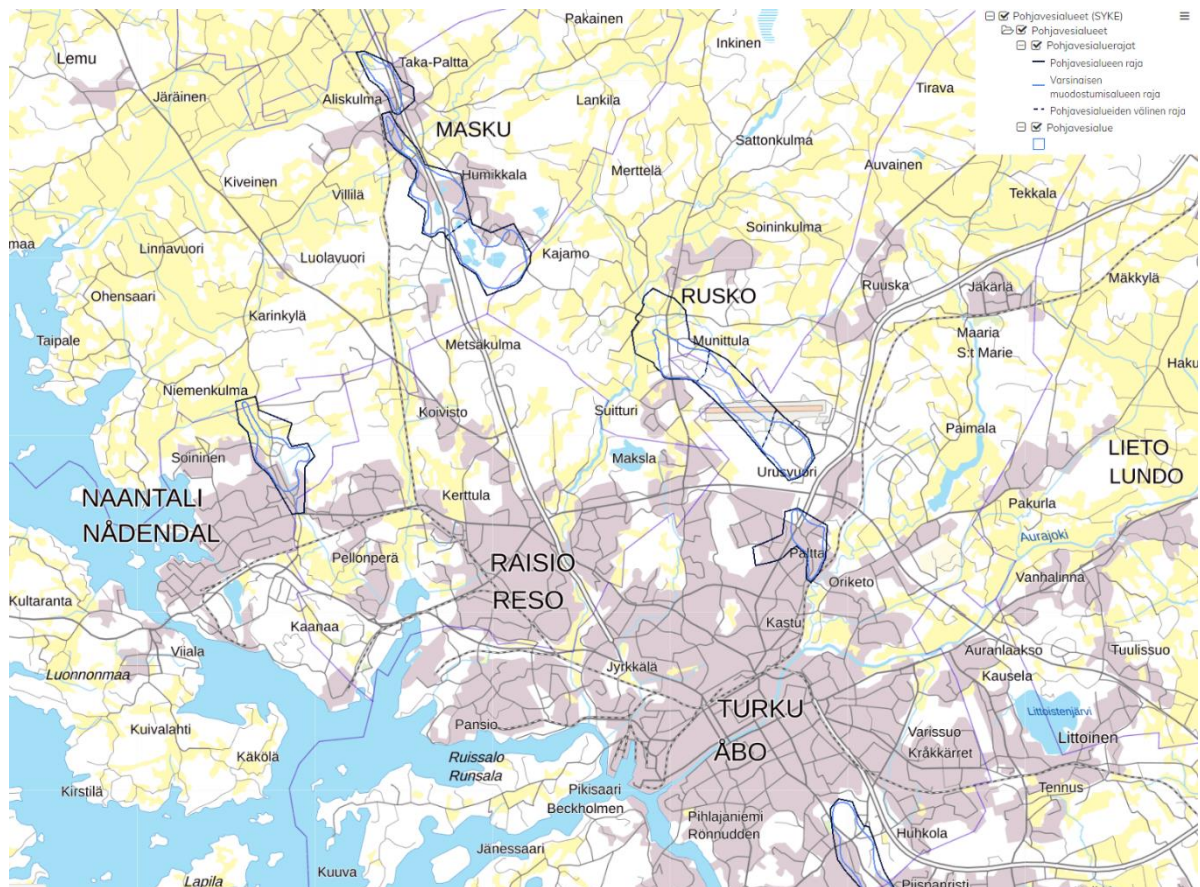 Pohjavesialueet (SYKE)
Pohjavesialueet
Pohjavesialuerajat
Pohjavesialueen raja
Varsinaisen
muodostumisalueen raja
Pohjavesialueiden välinen raja
Pohjavesialue
Pakainen
Inkinen
Lemu
Taka-Paltta
Tirava
Järäinen
Aliskulma
Lankila
MASKU
Sattonkulma
Auvainen
Humikkala
Merttelä
Kiveinen
Villilä
Tekkala
Soininkulma
maa
Linnavuori
Luolavuori
Kajamo
Mäkkylä
Ruuska
Jäkärlä
Ohensaari
RUSKO
Karinkylä
Maaria
S:t Marie
Taipale
Metsäkulma
Munittula
Haku
Niemenkulma
Koivisto
Suitturi
Paimala
Soininen
Maksla
Urusvuori
LIETO
LUNDO
NAANTALI
NÅDENDAL
Kerttula
Pakurla
Aurajoki
Pellonperä
RAISIO
RESO
Paltta
Oriketo
Vanhalinna
Kultaranta
Kaanaa
Kastu
Viiala
Auranlaakso
Tuulissuo
Luonnonmaa
Jyrkkälä
Kausela
Kuivalahti
Pansio
TURKU
ÅBO
Littoistenjärvi
Littoinen
Varissuo
Kråkkärret
Käkölä
Ruissalo
Runsala
Kirstilä
Pikisaari
Beckholmen
Tennus
Pihlajaniemi
Rönnudden
Huhkola
Jänessaari
Kuuva
Lapila
Piispanristi